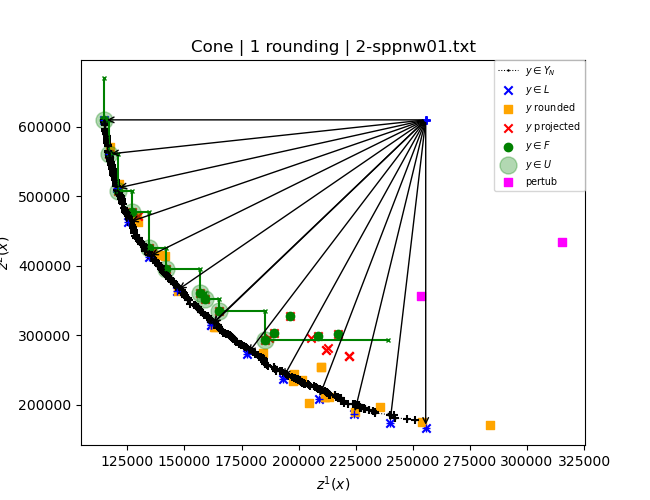 Cone | 1 rounding | 2-sppnw01.txt
y ∈ Y_N
y ∈ L
y rounded
y projected
y ∈ F
y ∈ U
pertub
600000
500000
400000
300000
200000
z²(x)
125000 150000 175000 200000 225000 250000 275000 300000 325000
z¹(x)